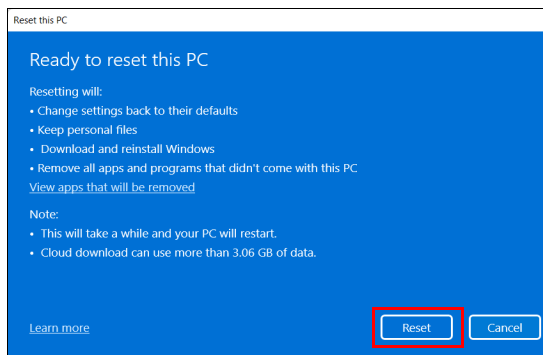 Reset this PC
Ready to reset this PC
Resetting will:
• Change settings back to their defaults
• Keep personal files
• Download and reinstall Windows
• Remove all apps and programs that didn't come with this PC
View apps that will be removed
Note:
• This will take a while and your PC will restart.
• Cloud download can use more than 3.06 GB of data.
Learn more
Reset
Cancel